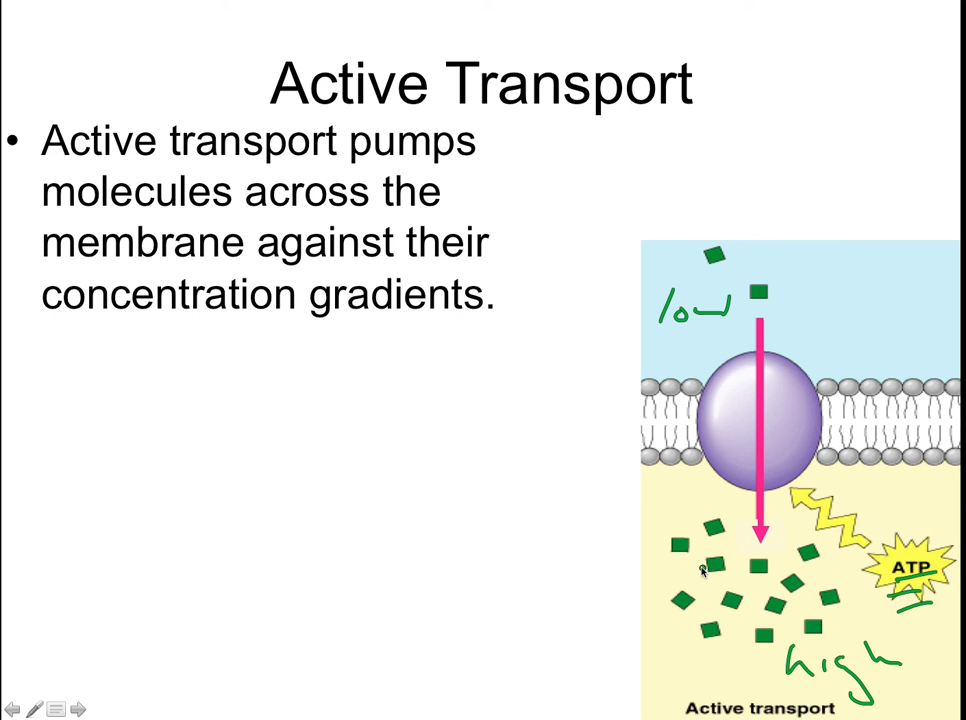 Active Transport
• Active transport pumps
molecules across the
membrane against their
concentration gradients.
low
ATP
high
Active transport